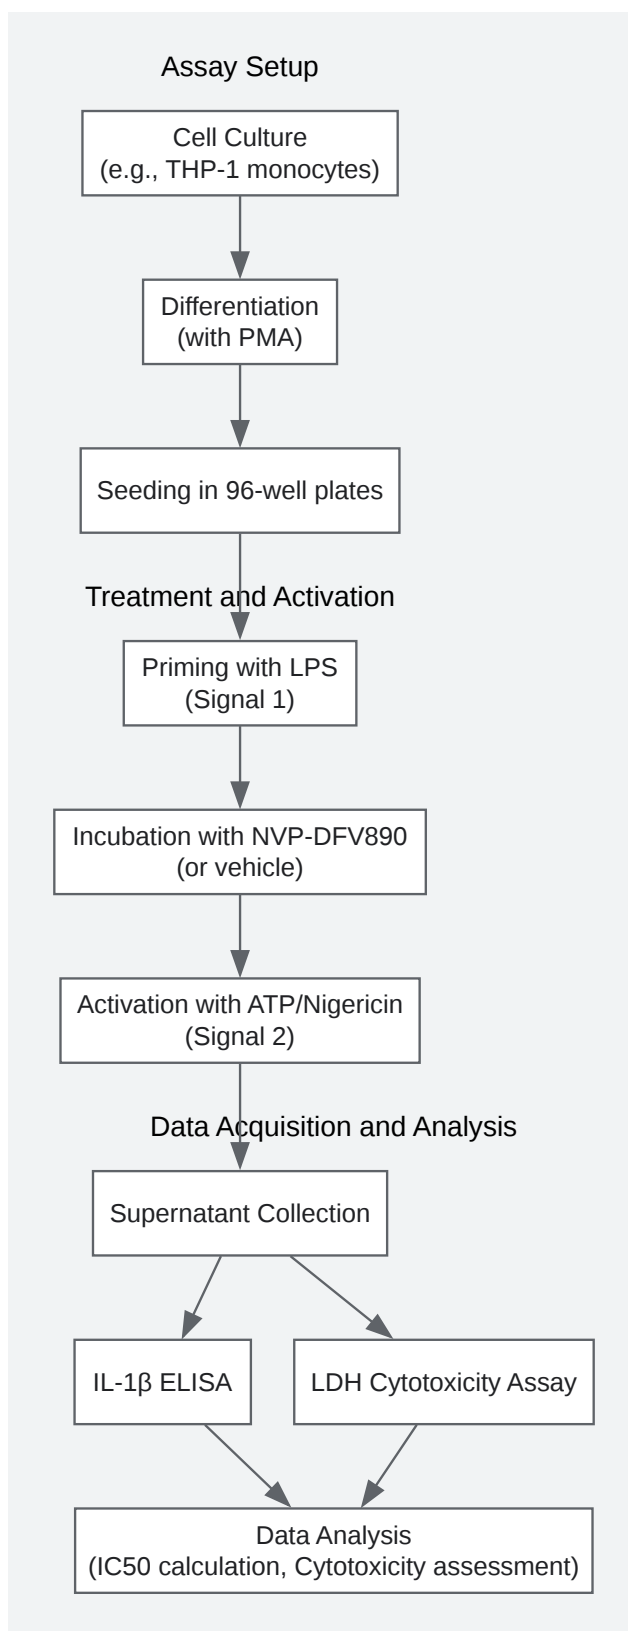 Assay Setup
Cell Culture
(e.g., THP-1 monocytes)
Differentiation
(with PMA)
Seeding in 96-well plates
Treatment and Activation
Priming with LPS
(Signal 1)
Incubation with NVP-DFV890
(or vehicle)
Activation with ATP/Nigericin
(Signal 2)
Data Acquisition and Analysis
Supernatant Collection
IL-1β ELISA
LDH Cytotoxicity Assay
Data Analysis
(IC50 calculation, Cytotoxicity assessment)